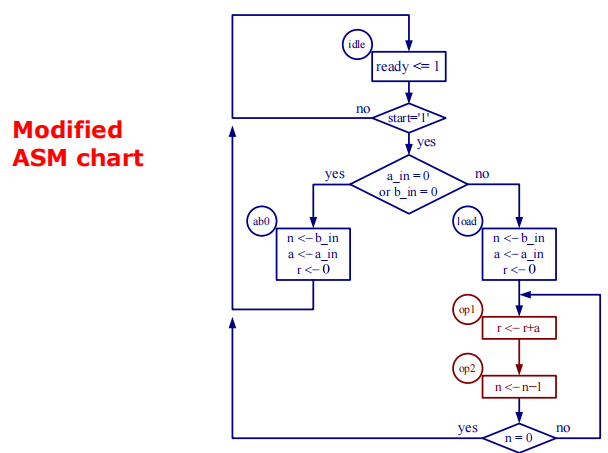 Modified
ASM chart
idle
ready <= 1
no
start='1'
yes
yes
a_in = 0
or b_in = 0
no
ab0
n <- b_in
a <- a_in
r <- 0
load
n <- b_in
a <- a_in
r <- 0
op1
r <- r+a
op2
n <- n-1
yes
n = 0
no